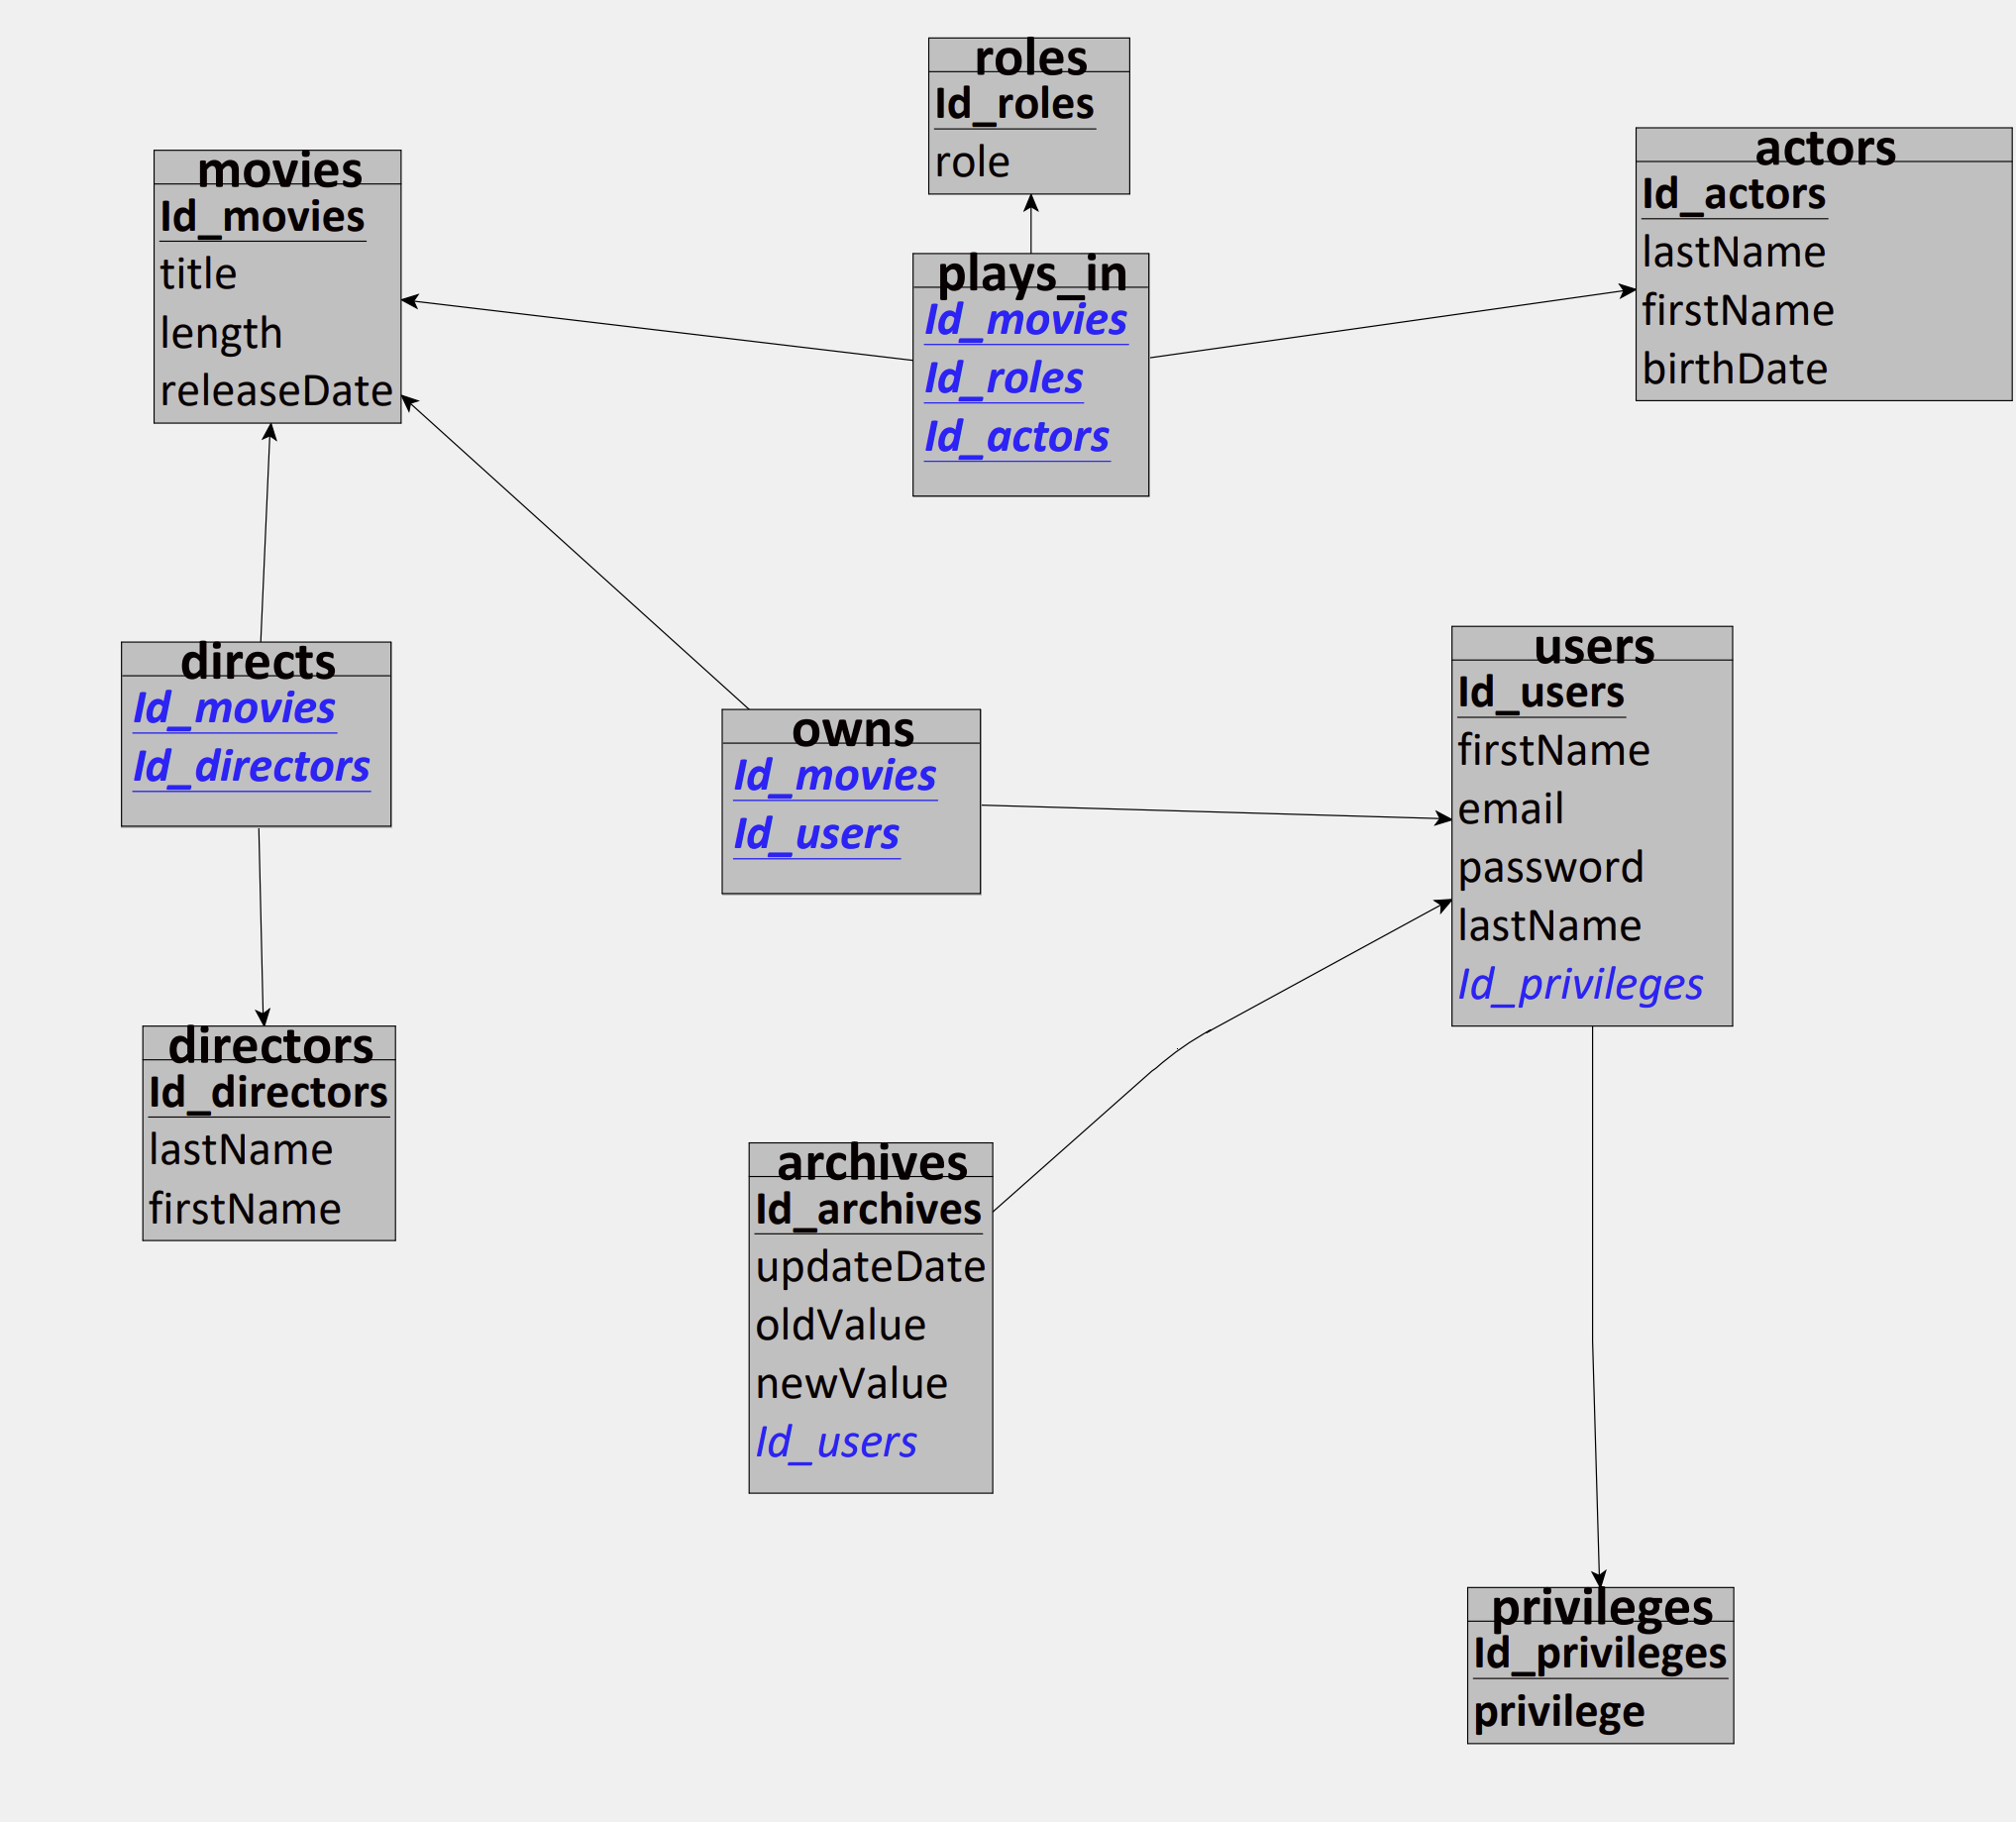 roles
Id_roles
role
movies
Id_movies
title
length
releaseDate
plays_in
Id_movies
Id_roles
Id_actors
actors
Id_actors
lastName
firstName
birthDate
directs
Id_movies
Id_directors
owns
Id_movies
Id_users
users
Id_users
firstName
email
password
lastName
Id_privileges
directors
Id_directors
lastName
firstName
archives
Id_archives
updateDate
oldValue
newValue
Id_users
privileges
Id_privileges
privilege